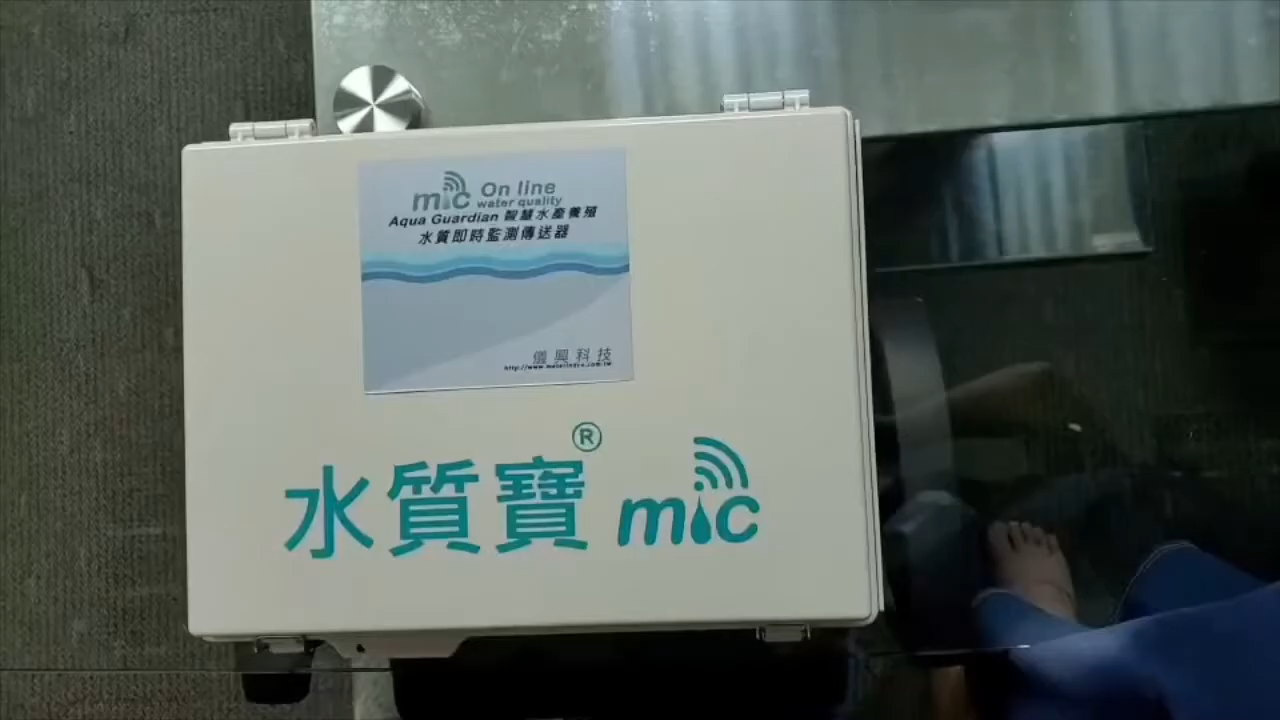 mic On line
water quality
Aqua Guardian 智慧水產養殖
水質即時監測傳送器
儀興科技
水質寶®
mic